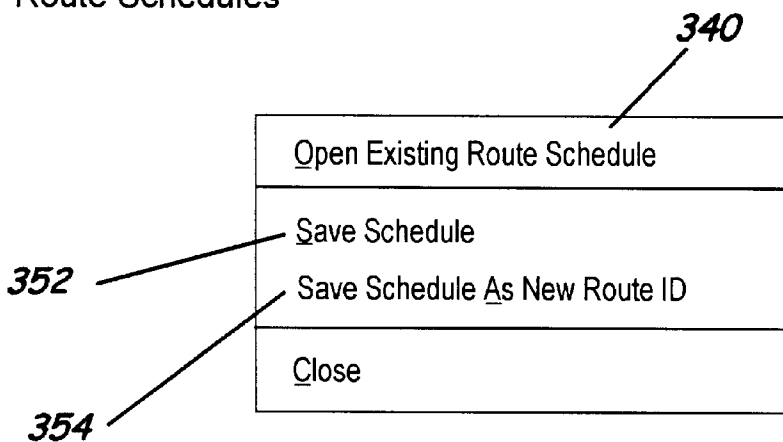 Route Schedules
340
Open Existing Route Schedule
Save Schedule
352
Save Schedule As New Route ID
Close
354